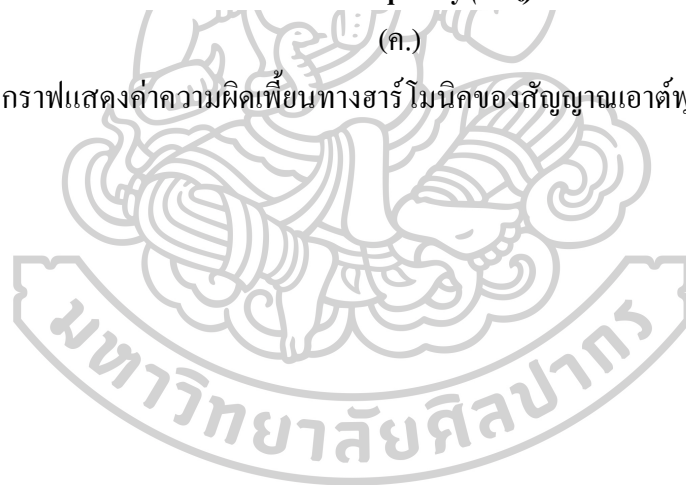 (ค.)
กราฟแสดงค่าความผิดเพี้ยนทางฮาร์โมนิคของสัญญาณเอาต์พุ
มหาวิทยาลัยศิลปากร